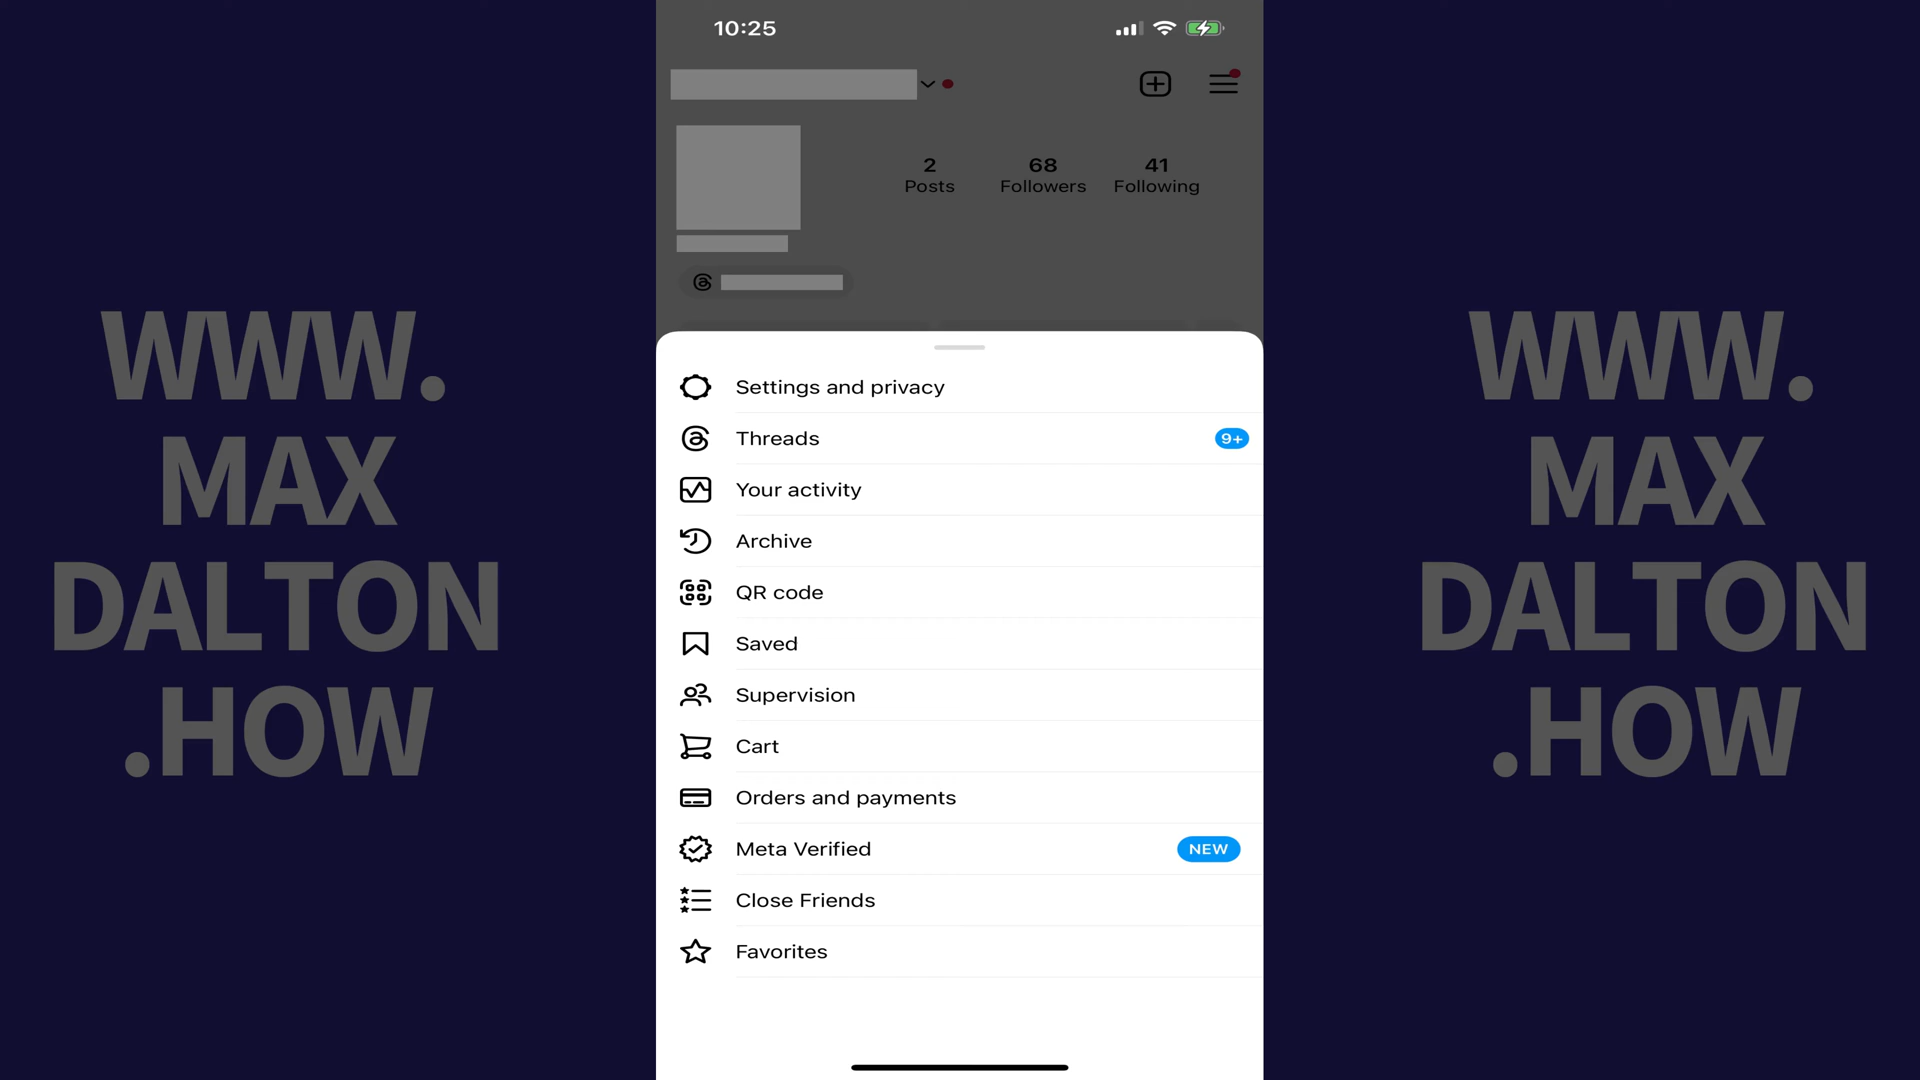 10:25
2
Posts
68
Followers
41
Following
Settings and privacy
Threads
9+
Your activity
Archive
QR code
Saved
Supervision
Cart
Orders and payments
Meta Verified
NEW
Close Friends
Favorites
WWW.
MAX
DALTON
.HOW
WWW.
MAX
DALTON
.HOW